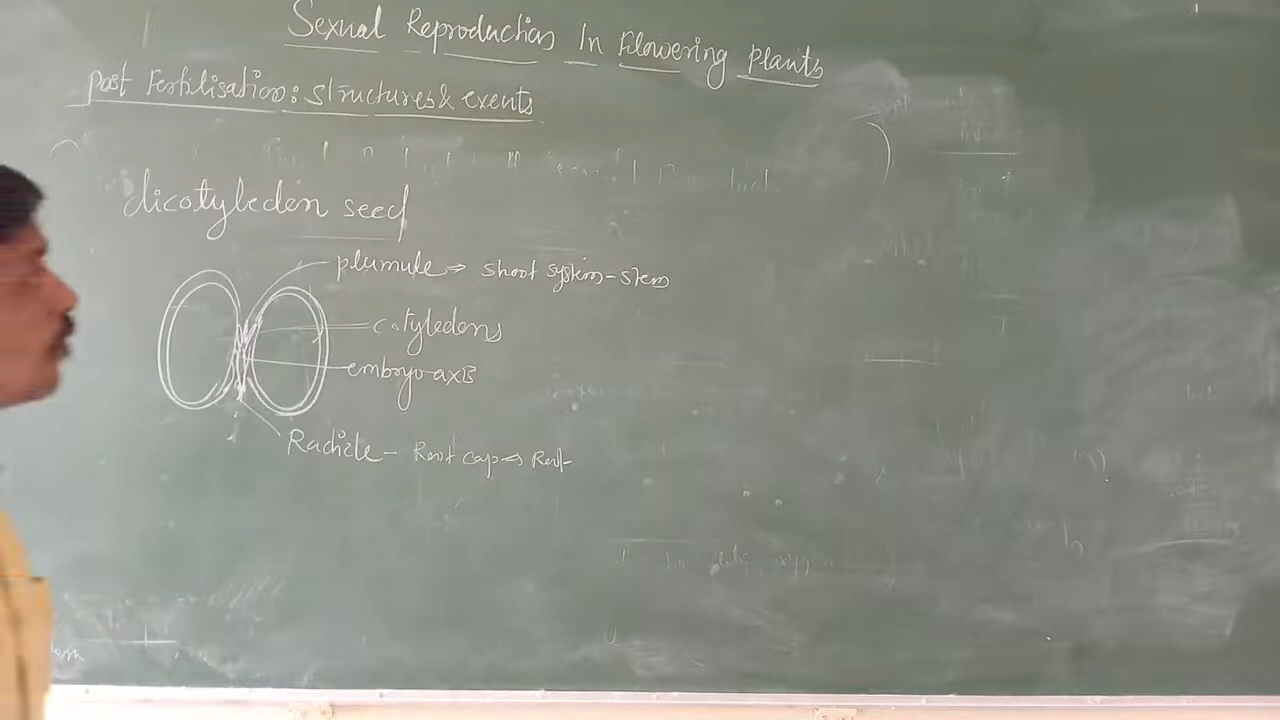 Sexual Reproduction In Flowering Plants
Post Fertilisation: structures & events
dicotyledon seed
plumule ⇒ shoot system - stem
cotyledons
embryo axis
Radicle - Root cap ⇒ Root